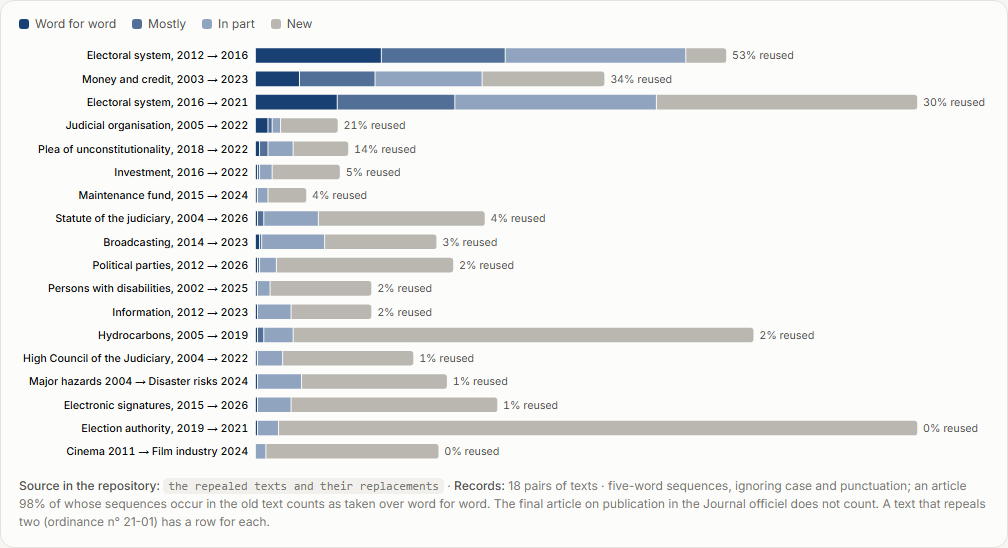 Word for word Mostly In part New
Electoral system, 2012 → 2016 53% reused
Money and credit, 2003 → 2023 34% reused
Electoral system, 2016 → 2021 30% reused
Judicial organisation, 2005 → 2022 21% reused
Plea of unconstitutionality, 2018 → 2022 14% reused
Investment, 2016 → 2022 5% reused
Maintenance fund, 2015 → 2024 4% reused
Statute of the judiciary, 2004 → 2026 4% reused
Broadcasting, 2014 → 2023 3% reused
Political parties, 2012 → 2026 2% reused
Persons with disabilities, 2002 → 2025 2% reused
Information, 2012 → 2023 2% reused
Hydrocarbons, 2005 → 2019 2% reused
High Council of the Judiciary, 2004 → 2022 1% reused
Major hazards 2004 → Disaster risks 2024 1% reused
Electronic signatures, 2015 → 2026 1% reused
Election authority, 2019 → 2021 0% reused
Cinema 2011 → Film industry 2024 0% reused
Source in the repository: the repealed texts and their replacements · Records: 18 pairs of texts · five-word sequences, ignoring case and punctuation; an article
98% of whose sequences occur in the old text counts as taken over word for word. The final article on publication in the Journal officiel does not count. A text that repeals
two (ordinance n° 21-01) has a row for each.